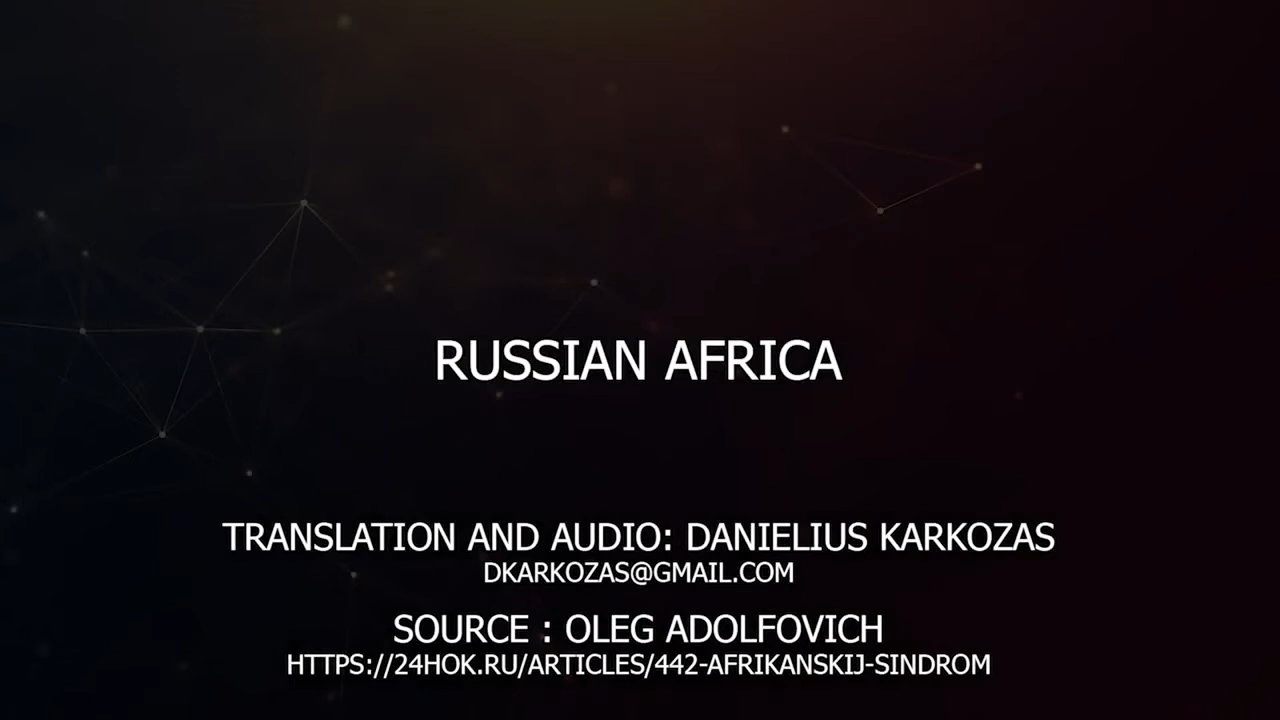 RUSSIAN AFRICA
TRANSLATION AND AUDIO: DANIELIUS KARKOZAS
DKARKOZAS@GMAIL.COM
SOURCE : OLEG ADOLFOVICH
HTTPS://24HOK.RU/ARTICLES/442-AFRIKANSKIJ-SINDROM